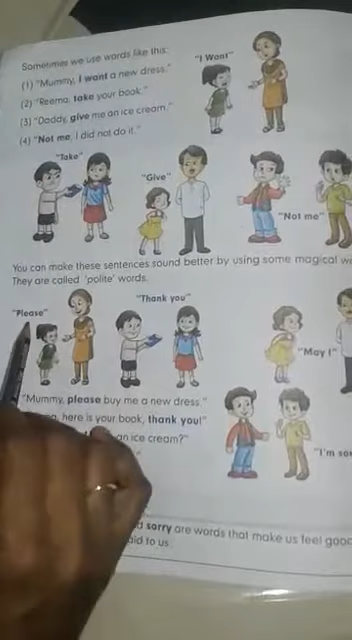 Sometimes we use words like this:
(1) "Mummy, I want a new dress."
(2) "Reema, take your book."
(3) "Daddy, give me an ice cream."
(4) "Not me, I did not do it."
"I Want"
"Take"
"Give"
"Not me"
You can make these sentences sound better by using some magical
They are called 'polite' words.
"Please"
"Thank you"
"May I"
"Mummy, please buy me a new dress."
here is your book, thank you!"
an ice cream?"
"I'm
sorry are words that make us feel good
to us.